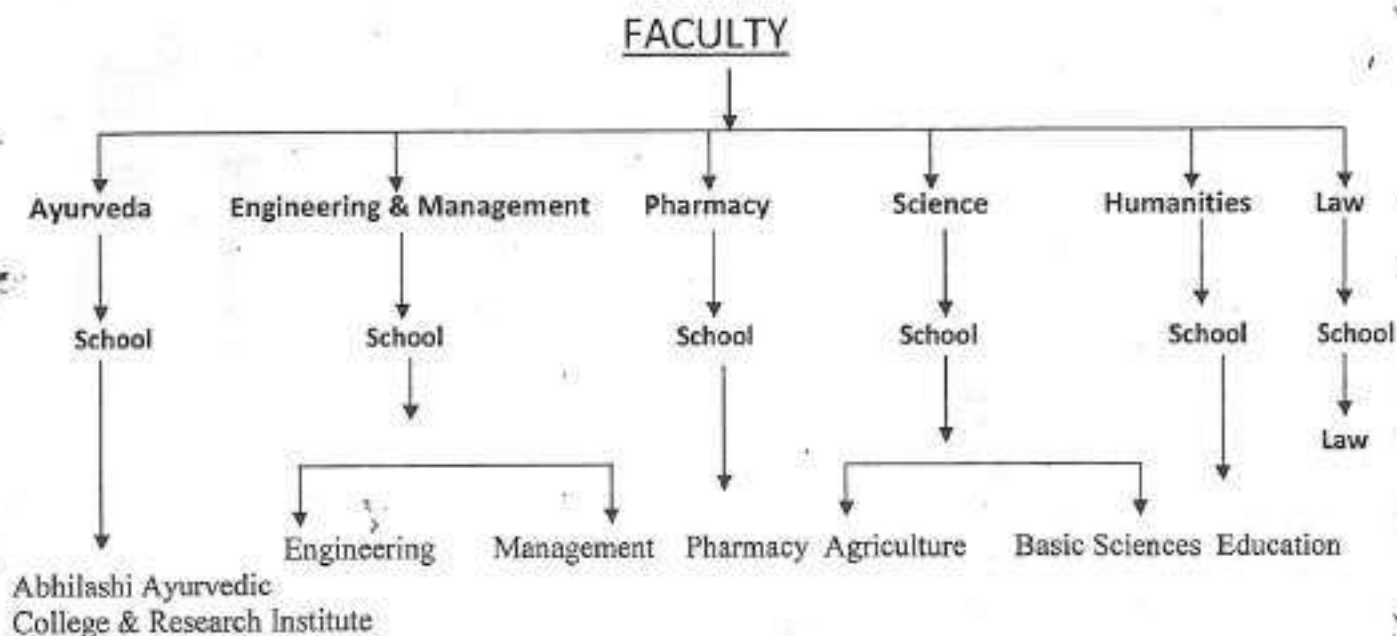 FACULTY
Ayurveda Engineering & Management Pharmacy Science Humanities Law
School School School School School School
Law
Engineering Management Pharmacy Agriculture Basic Sciences Education
Abhilashi Ayurvedic
College & Research Institute